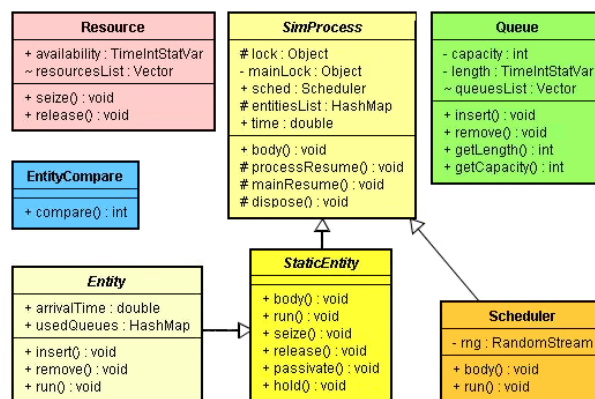 Resource
+ availability : TimeIntStatVar
~ resourcesList : Vector
+ seize() : void
+ release() : void
SimProcess
# lock : Object
- mainLock : Object
+ sched : Scheduler
# entitiesList : HashMap
+ time : double
+ body() : void
# processResume() : void
# mainResume() : void
# dispose() : void
Queue
- capacity : int
- length : TimeIntStatVar
~ queuesList : Vector
+ insert() : void
+ remove() : void
+ getLength() : int
+ getCapacity() : int
EntityCompare
+ compare() : int
Entity
+ arrivalTime : double
+ usedQueues : HashMap
+ insert() : void
+ remove() : void
+ run() : void
StaticEntity
+ body() : void
+ run() : void
+ seize() : void
+ release() : void
+ passivate() : void
+ hold() : void
Scheduler
- rng : RandomStream
+ body() : void
+ run() : void